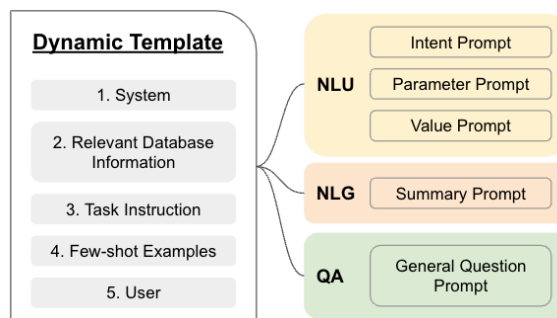 Dynamic Template
1. System
2. Relevant Database
Information
3. Task Instruction
4. Few-shot Examples
5. User
NLU
Intent Prompt
Parameter Prompt
Value Prompt
NLG
Summary Prompt
QA
General Question
Prompt